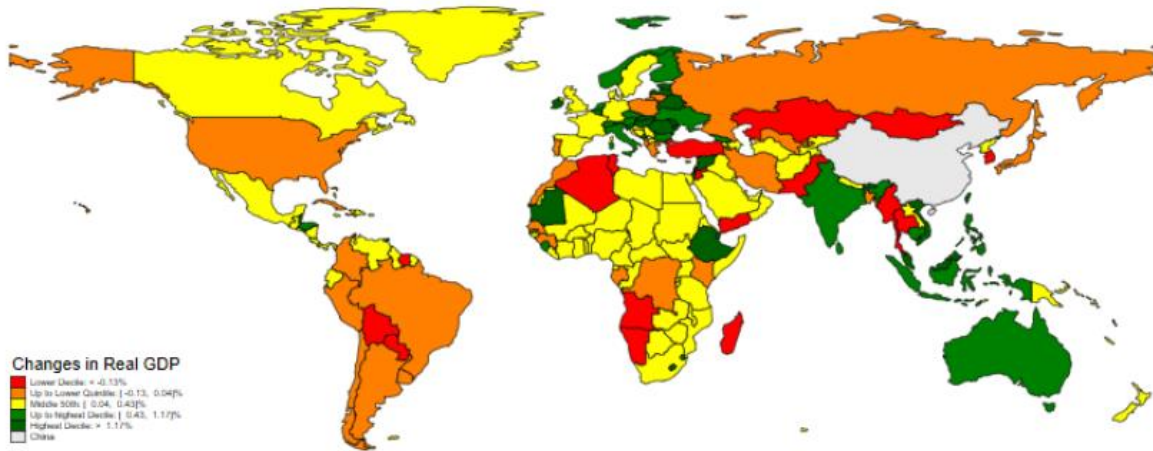 Changes in Real GDP
Lower Decile: < -0.13%
Up to Lower Quintile: [ -0.13, 0.04]%
Middle 50th: [ 0.04, 0.43]%
Up to highest Decile: [ 0.43, 1.17]%
Highest Decile: > 1.17%
China